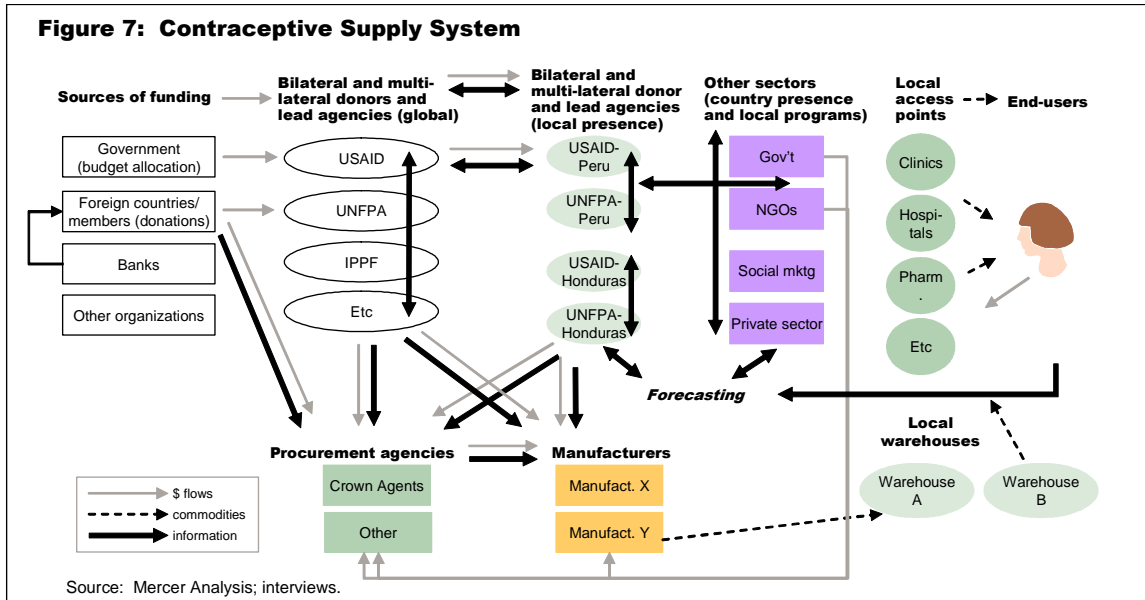 Figure 7: Contraceptive Supply System
Sources of funding
Bilateral and multi-
lateral donors and
lead agencies (global)
Bilateral and
multi-lateral donor
and lead agencies
(local presence)
Other sectors
(country presence
and local programs)
Local
access
points
End-users
Government
(budget allocation)
Foreign countries/
members (donations)
Banks
Other organizations
USAID
UNFPA
IPPF
Etc
USAID-
Peru
UNFPA-
Peru
USAID-
Honduras
UNFPA-
Honduras
Gov't
NGOs
Social mktg
Private sector
Clinics
Hospi-
tals
Pharm
.
Etc
Forecasting
Local
warehouses
Warehouse
A
Warehouse
B
Procurement agencies
Crown Agents
Other
Manufacturers
Manufact. X
Manufact. Y
$ flows
commodities
information
Source: Mercer Analysis; interviews.